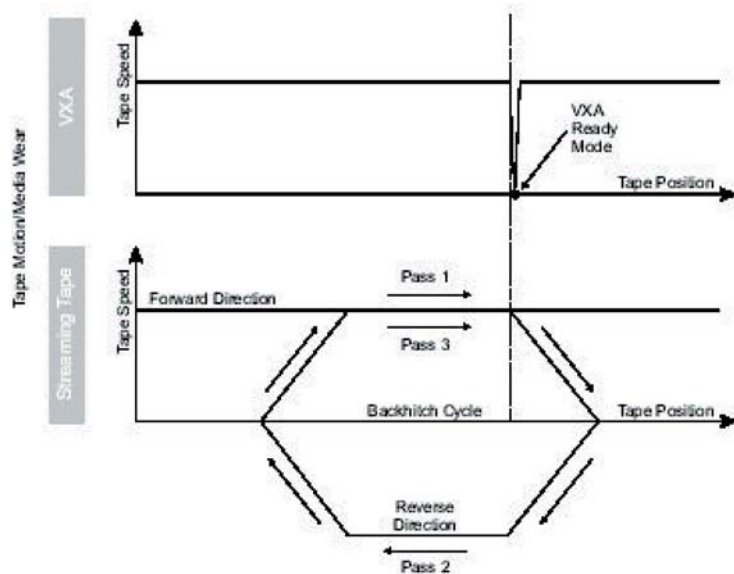 Tape Motion/Media Wear
VXA
Tape Speed
VXA
Ready
Mode
Tape Position
Streaming Tape
Tape Speed
Forward Direction
Pass 1
Pass 3
Backhitch Cycle
Tape Position
Reverse
Direction
Pass 2